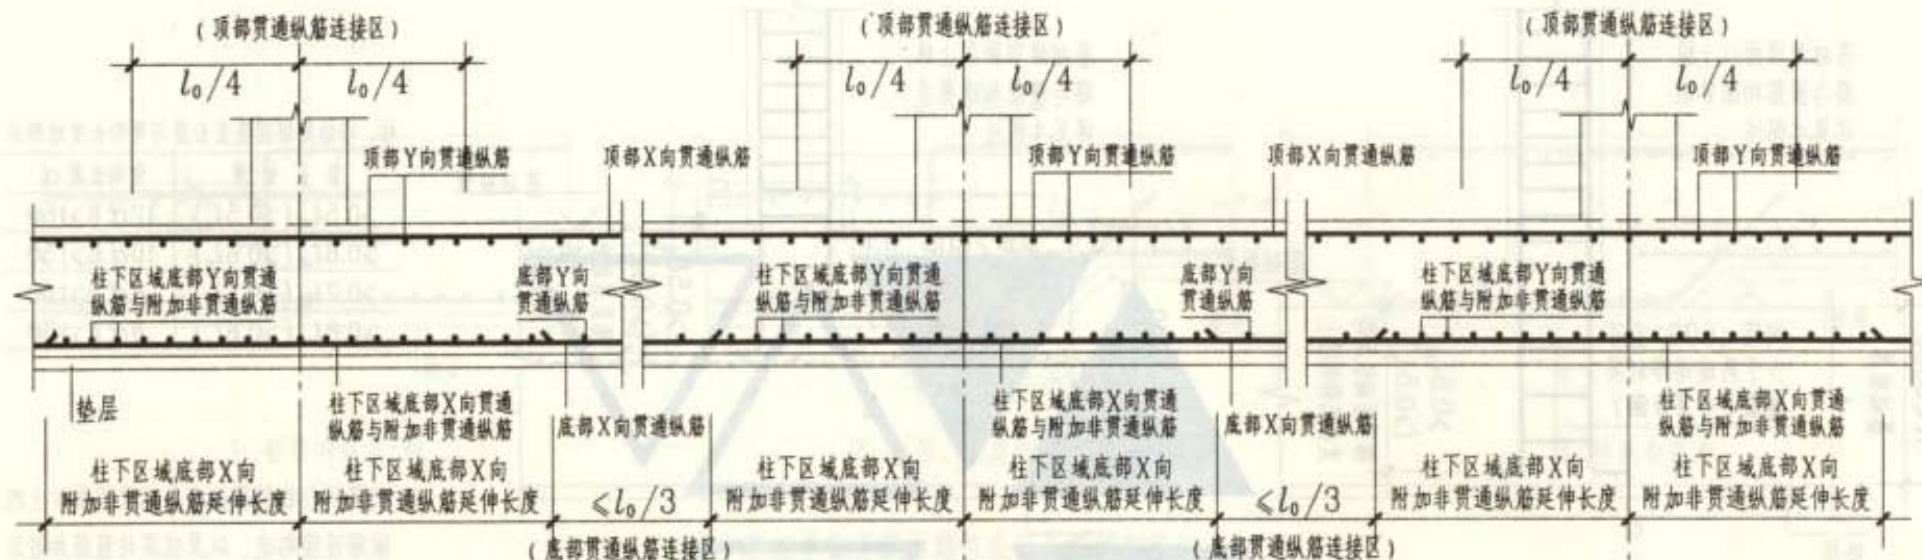 （顶部贯通纵筋连接区）
（顶部贯通纵筋连接区）
（顶部贯通纵筋连接区）
l₀/4
l₀/4
l₀/4
l₀/4
l₀/4
l₀/4
顶部Y向贯通纵筋
顶部X向贯通纵筋
顶部Y向贯通纵筋
顶部X向贯通纵筋
顶部Y向贯通纵筋
柱下区域底部Y向贯通
纵筋与附加非贯通纵筋
底部Y向
贯通纵筋
柱下区域底部Y向贯通
纵筋与附加非贯通纵筋
底部Y向
贯通纵筋
柱下区域底部Y向贯通
纵筋与附加非贯通纵筋
垫层
柱下区域底部X向贯通
纵筋与附加非贯通纵筋
底部X向贯通纵筋
柱下区域底部X向贯通
纵筋与附加非贯通纵筋
底部X向贯通纵筋
柱下区域底部X向贯通
纵筋与附加非贯通纵筋
柱下区域底部X向
附加非贯通纵筋延伸长度
柱下区域底部X向
附加非贯通纵筋延伸长度
≤l₀/3
柱下区域底部X向
附加非贯通纵筋延伸长度
柱下区域底部X向
附加非贯通纵筋延伸长度
≤l₀/3
柱下区域底部X向
附加非贯通纵筋延伸长度
柱下区域底部X向
附加非贯通纵筋延伸长度
（底部贯通纵筋连接区）
（底部贯通纵筋连接区）